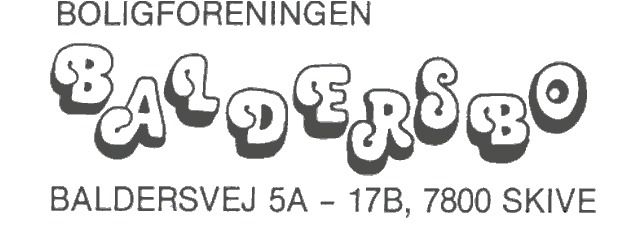 BOLIGFORENINGEN
BALDERSBO
BALDERSVEJ 5A – 17B, 7800 SKIVE